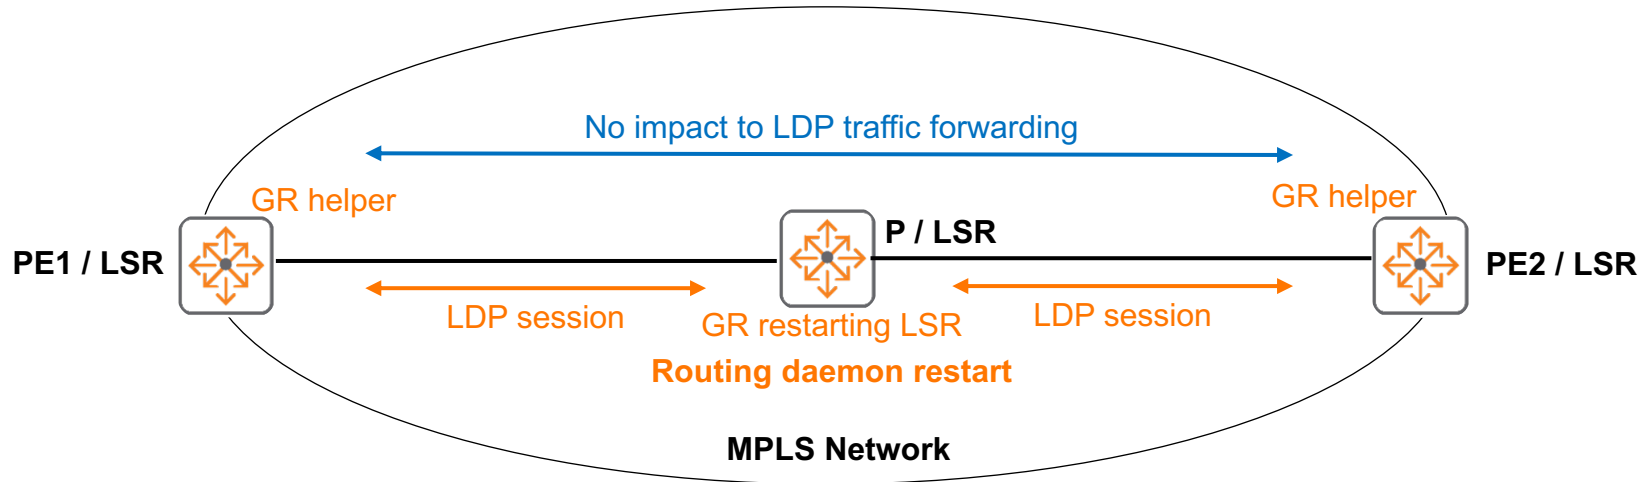 No impact to LDP traffic forwarding
GR helper
GR helper
PE1 / LSR
P / LSR
PE2 / LSR
LDP session
GR restarting LSR
LDP session
Routing daemon restart
MPLS Network